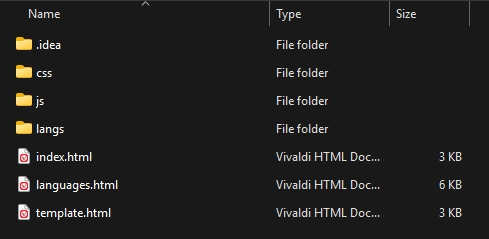 Name Type Size
.idea File folder
css File folder
js File folder
langs File folder
index.html Vivaldi HTML Doc... 3 KB
languages.html Vivaldi HTML Doc... 6 KB
template.html Vivaldi HTML Doc... 3 KB